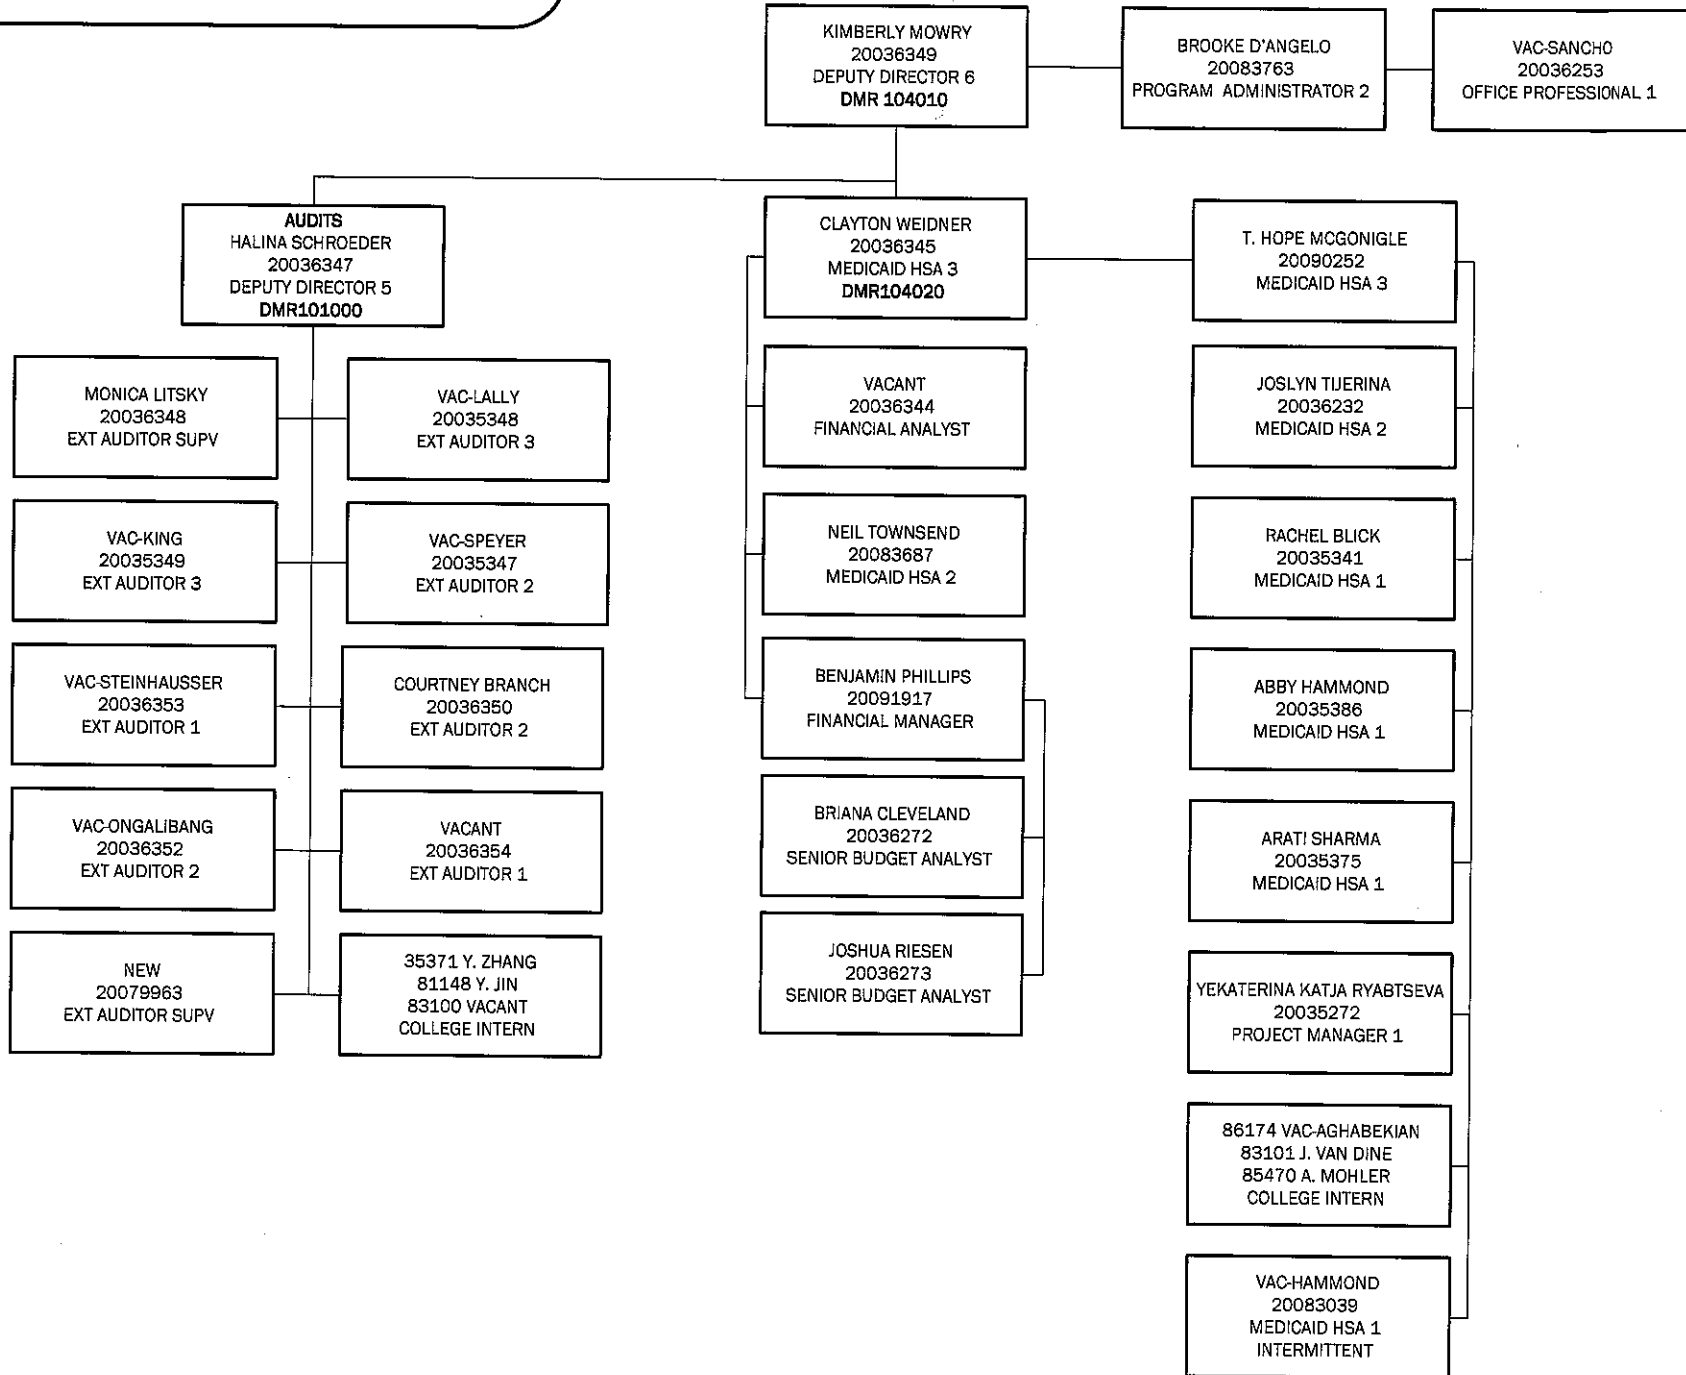 KIMBERLY MOWRY
20036349
DEPUTY DIRECTOR 6
DMR 104010
BROOKE D'ANGELO
20083763
PROGRAM ADMINISTRATOR 2
VAC-SANCHO
20036253
OFFICE PROFESSIONAL 1
AUDITS
HALINA SCHROEDER
20036347
DEPUTY DIRECTOR 5
DMR101000
CLAYTON WEIDNER
20036345
MEDICAID HSA 3
DMR104020
T. HOPE MCGONIGLE
20090252
MEDICAID HSA 3
MONICA LITSKY
20036348
EXT AUDITOR SUPV
VAC-LALLY
20035348
EXT AUDITOR 3
VAC-KING
20035349
EXT AUDITOR 3
VAC-SPEYER
20035347
EXT AUDITOR 2
VAC-STEINHAUSSER
20036353
EXT AUDITOR 1
COURTNEY BRANCH
20036350
EXT AUDITOR 2
VAC-ONGALIBANG
20036352
EXT AUDITOR 2
VACANT
20036354
EXT AUDITOR 1
NEW
20079963
EXT AUDITOR SUPV
35371 Y. ZHANG
81148 Y. JIN
83100 VACANT
COLLEGE INTERN
VACANT
20036344
FINANCIAL ANALYST
NEIL TOWNSEND
20083687
MEDICAID HSA 2
BENJAMIN PHILLIPS
20091917
FINANCIAL MANAGER
BRIANA CLEVELAND
20036272
SENIOR BUDGET ANALYST
JOSHUA RIESEN
20036273
SENIOR BUDGET ANALYST
JOSLYN TIJERINA
20036232
MEDICAID HSA 2
RACHEL BLICK
20035341
MEDICAID HSA 1
ABBY HAMMOND
20035386
MEDICAID HSA 1
ARATI SHARMA
20035375
MEDICAID HSA 1
YEKATERINA KATJA RYABTSEVA
20035272
PROJECT MANAGER 1
86174 VAC-AGHABEKIAN
83101 J. VAN DINE
85470 A. MOHLER
COLLEGE INTERN
VAC-HAMMOND
20083039
MEDICAID HSA 1
INTERMITTENT